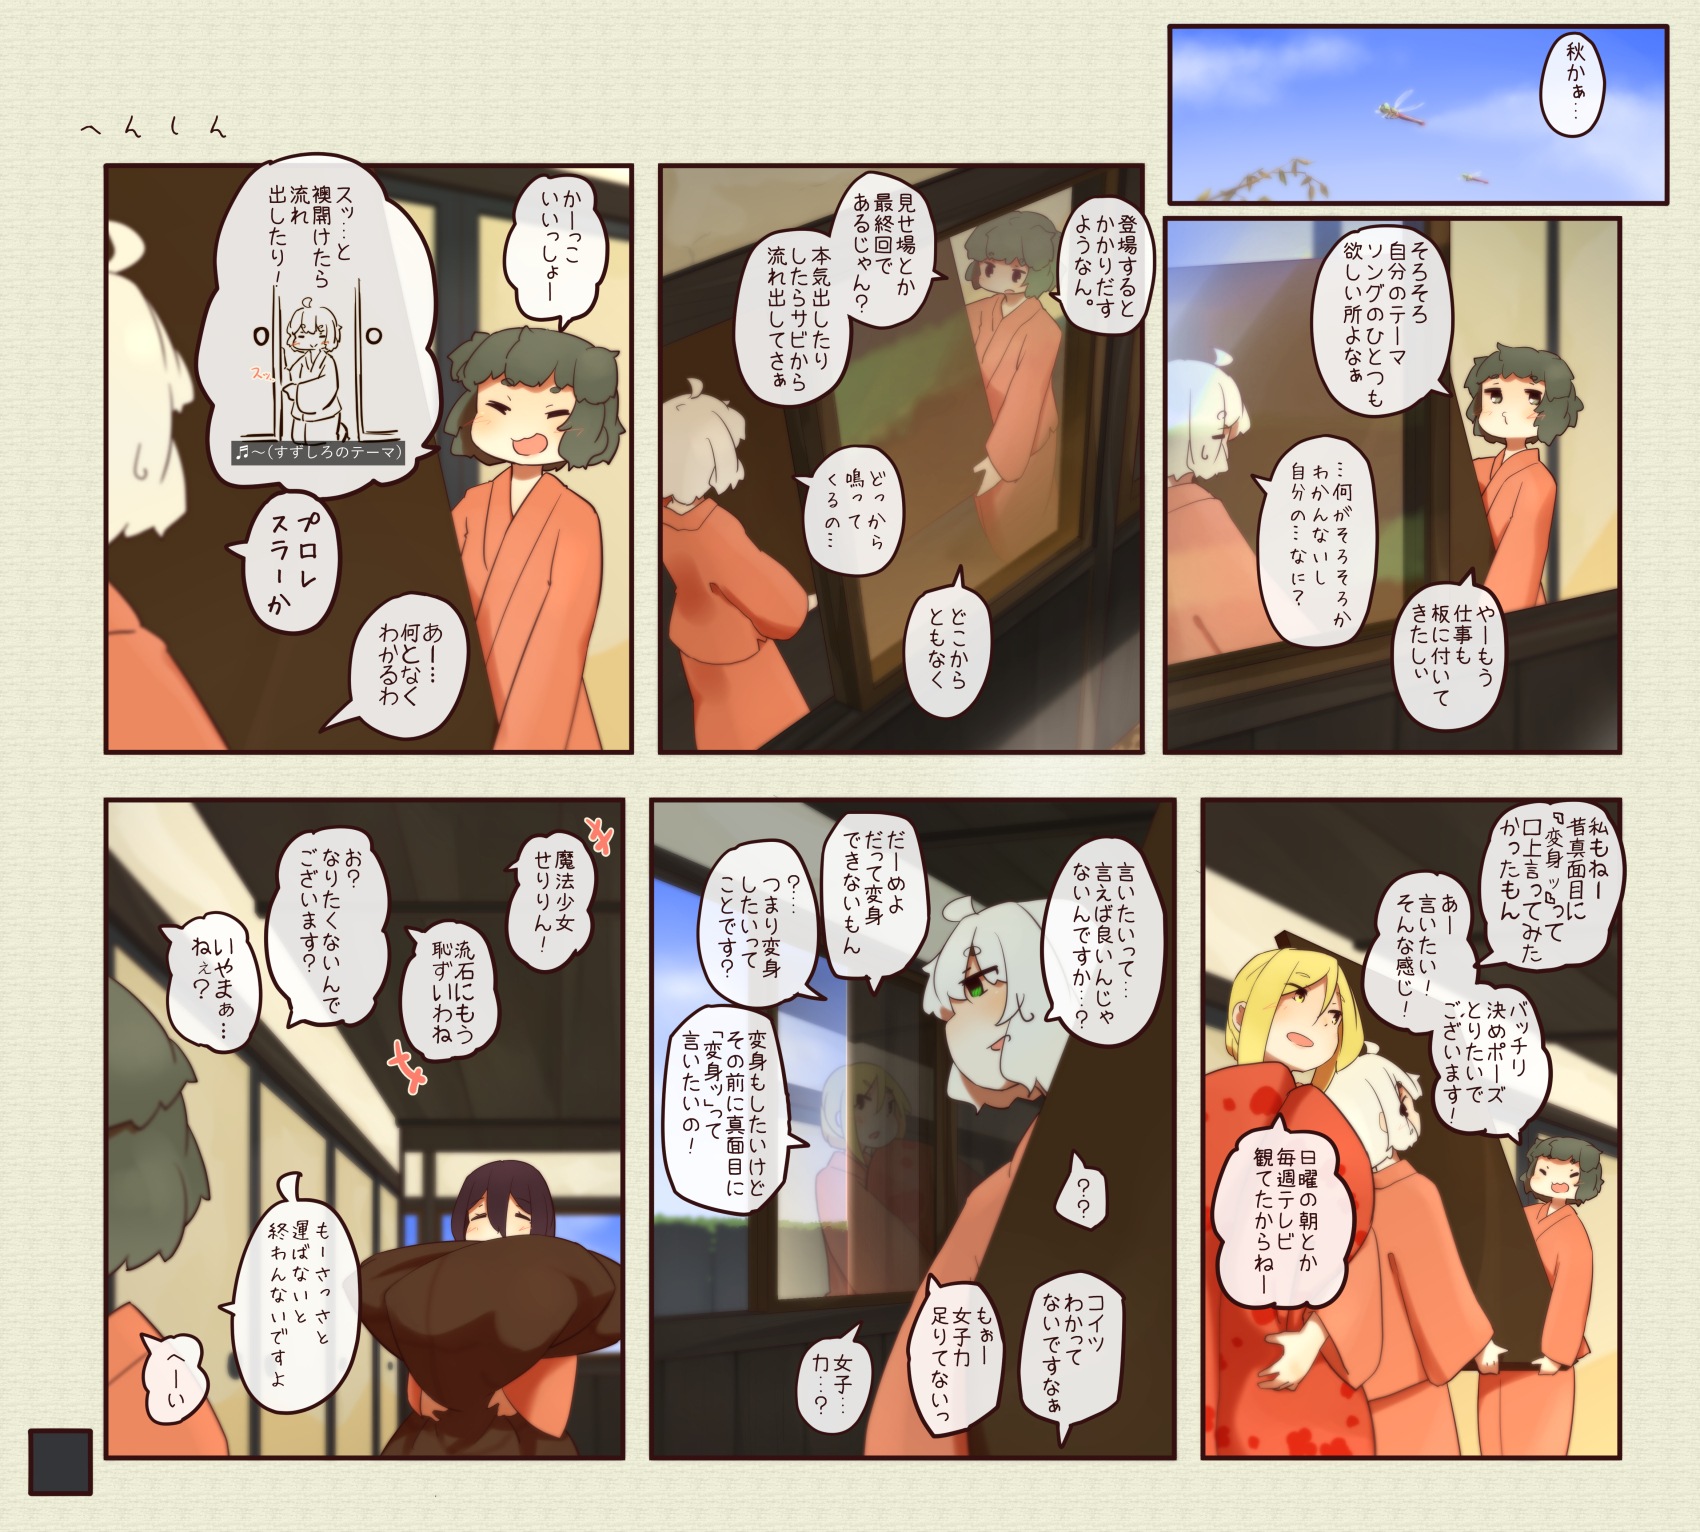 へんしん
秋かぁ…
そろそろ
自分のテーマ
ソングのひとつも
欲しい所よなぁ
…何がそろそろか
わかんないし
自分の…なに？
やーもう
仕事も
板に付いて
きたしぃ
登場すると
かかりだす
ようなん。
見せ場とか
最終回で
あるじゃん？
本気出したり
したらサビから
流れ出してさぁ
どっから
鳴って
くるの…
どこから
ともなく
かーっこ
いいっしょー
スッ…と
襖開けたら
流れ
出したり！
スッ
♬〜(すずしろのテーマ)
プロレ
スラーか
あー…
何となく
わかるわ
私もねー
昔真面目に
『変身ッ』って
口上言ってみた
かったもん
あー
言いたい！
そんな感じ！
バッチリ
決めポーズ
とりたいで
ございます！
日曜の朝とか
毎週テレビ
観てたからねー
言いたいって…
言えば良いんじゃ
ないんですか…？
だーめよ
だって変身
できないもん
？…
つまり変身
したいって
ことです？
変身もしたいけど
その前に真面目に
「変身ッ」って
言いたいの！
？？
コイツ
わかって
ないですなぁ
もぉー
女子力
足りてないっ
女子…
力…？
魔法少女
せりりん！
流石にもう
恥ずいわね
お？
なりたくないんで
ございます？
いやまぁ…
ねぇ？
もーさっさと
運ばないと
終わんないですよ
へーい